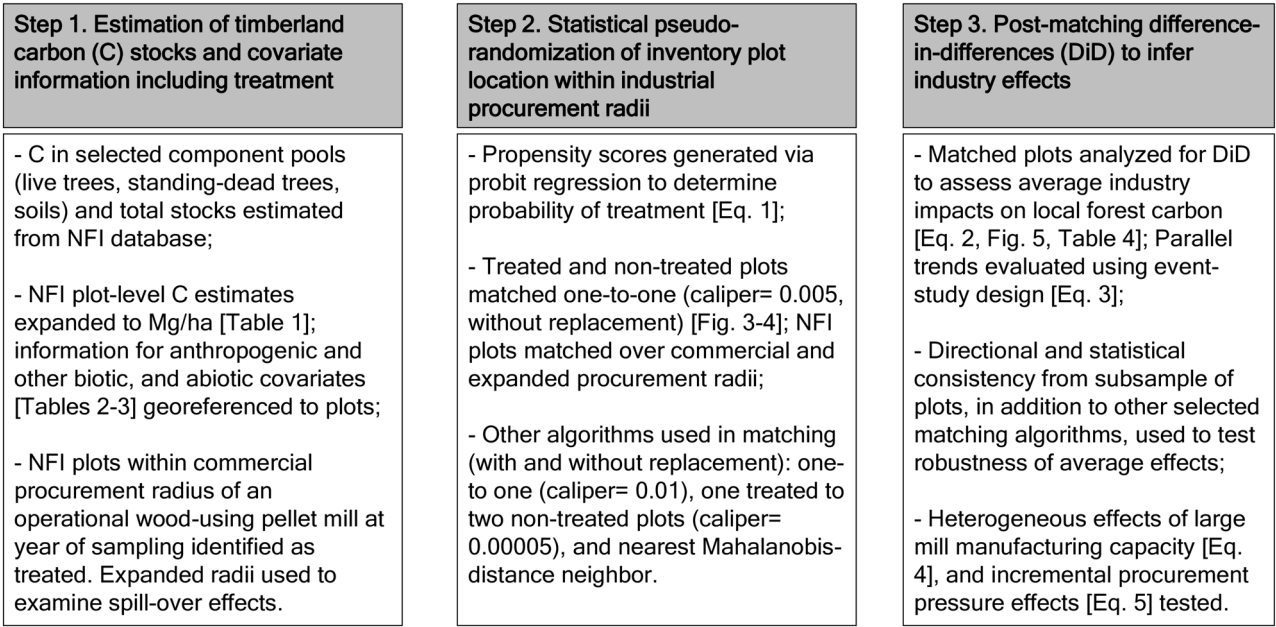 Step 1. Estimation of timberland
carbon (C) stocks and covariate
information including treatment
- C in selected component pools
(live trees, standing-dead trees,
soils) and total stocks estimated
from NFI database;
- NFI plot-level C estimates
expanded to Mg/ha [Table 1];
information for anthropogenic and
other biotic, and abiotic covariates
[Tables 2-3] georeferenced to plots;
- NFI plots within commercial
procurement radius of an
operational wood-using pellet mill at
year of sampling identified as
treated. Expanded radii used to
examine spill-over effects.
Step 2. Statistical pseudo-
randomization of inventory plot
location within industrial
procurement radii
- Propensity scores generated via
probit regression to determine
probability of treatment [Eq. 1];
- Treated and non-treated plots
matched one-to-one (caliper= 0.005,
without replacement) [Fig. 3-4]; NFI
plots matched over commercial and
expanded procurement radii;
- Other algorithms used in matching
(with and without replacement): one-
to one (caliper= 0.01), one treated to
two non-treated plots (caliper=
0.00005), and nearest Mahalanobis-
distance neighbor.
Step 3. Post-matching difference-
in-differences (DiD) to infer
industry effects
- Matched plots analyzed for DiD
to assess average industry
impacts on local forest carbon
[Eq. 2, Fig. 5, Table 4]; Parallel
trends evaluated using event-
study design [Eq. 3];
- Directional and statistical
consistency from subsample of
plots, in addition to other selected
matching algorithms, used to test
robustness of average effects;
- Heterogeneous effects of large
mill manufacturing capacity [Eq.
4], and incremental procurement
pressure effects [Eq. 5] tested.